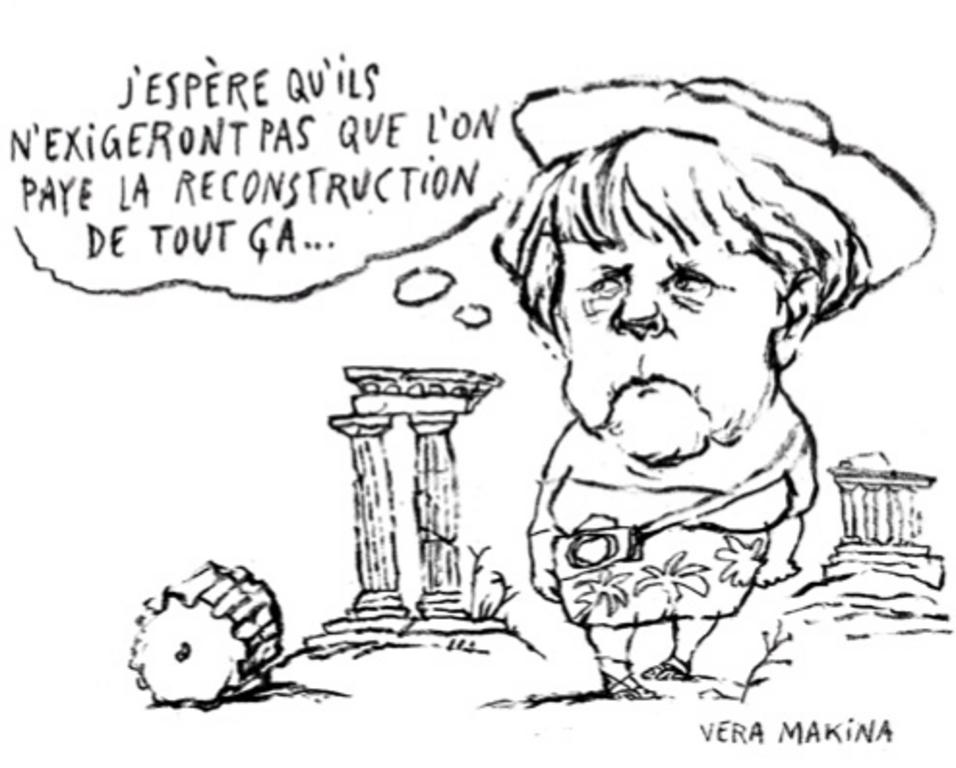 J'ESPÈRE QU'ILS
N'EXIGERONT PAS QUE L'ON
PAYE LA RECONSTRUCTION
DE TOUT ÇA...
VERA MAKINA